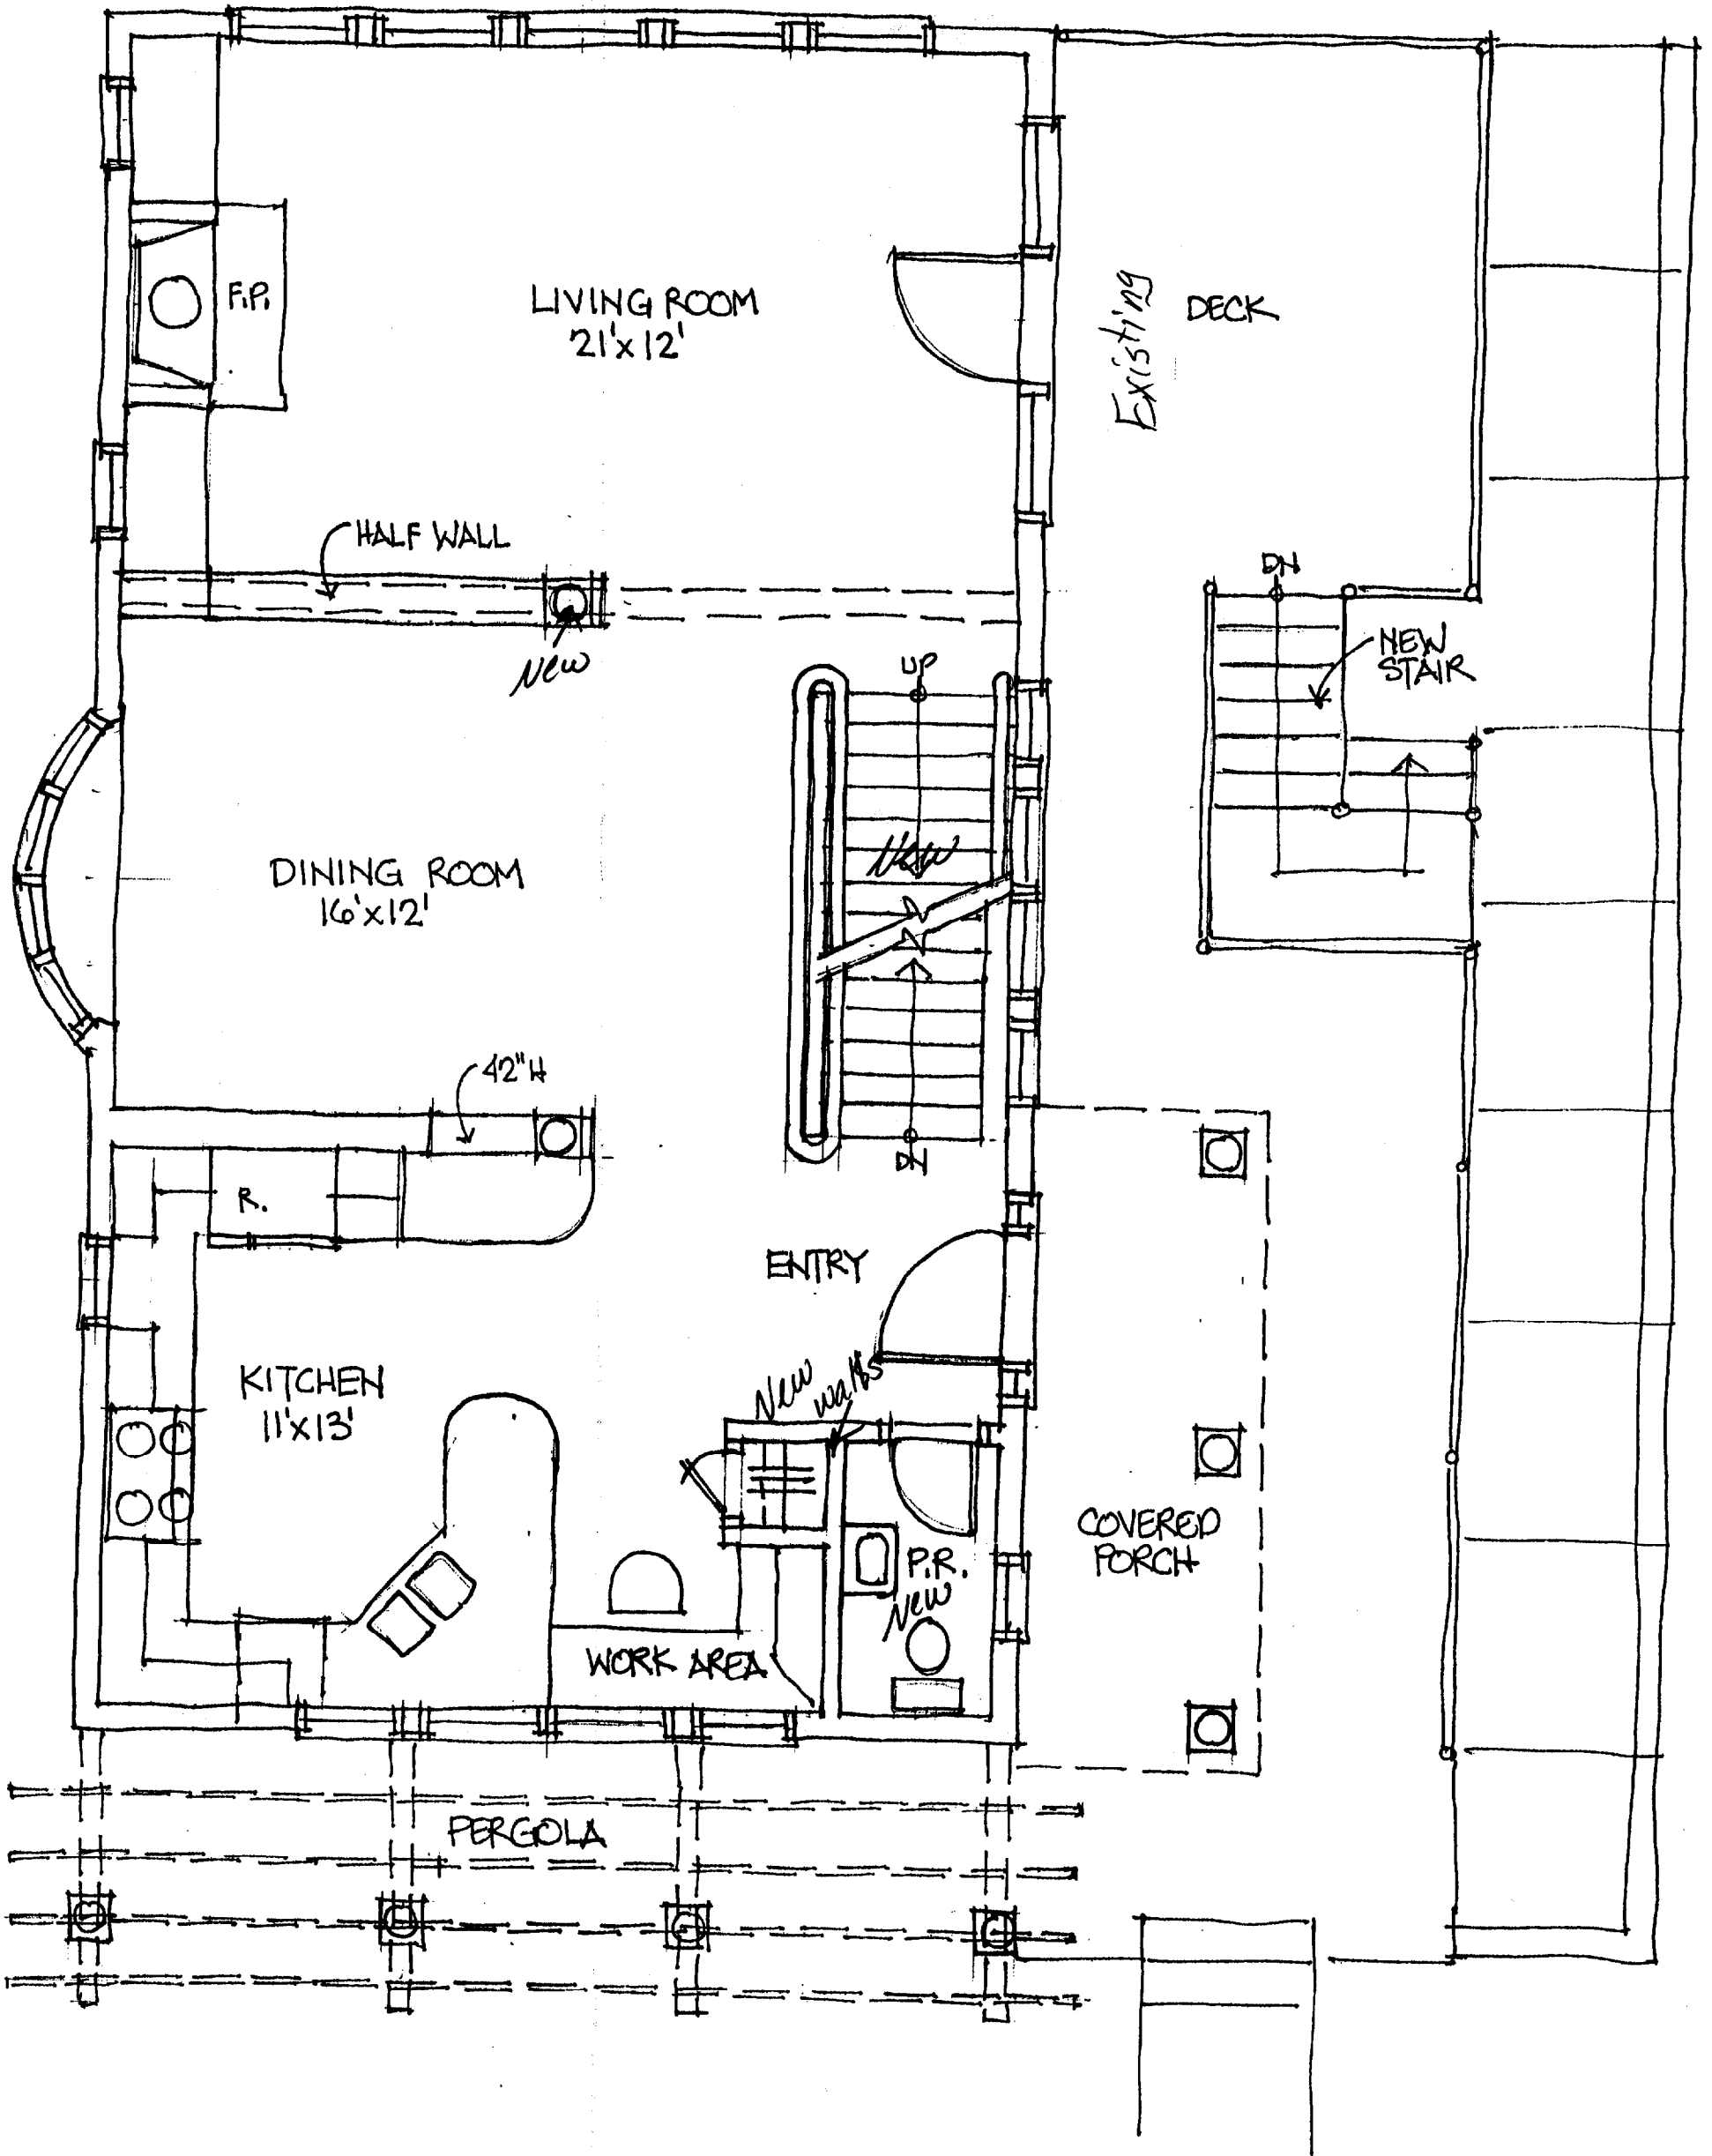 F.P.
LIVING ROOM
21'x12'
Existing
DECK
HALF WALL
New
DN
NEW
STAIR
UP
New
DINING ROOM
16'x12'
42"H
DN
R.
ENTRY
KITCHEN
11'x13'
New
walls
COVERED
PORCH
P.R.
New
WORK AREA
PERGOLA